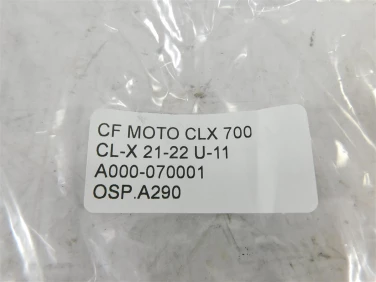 CF MOTO CLX 700
CL-X 21-22 U-11
A000-070001
OSP.A290